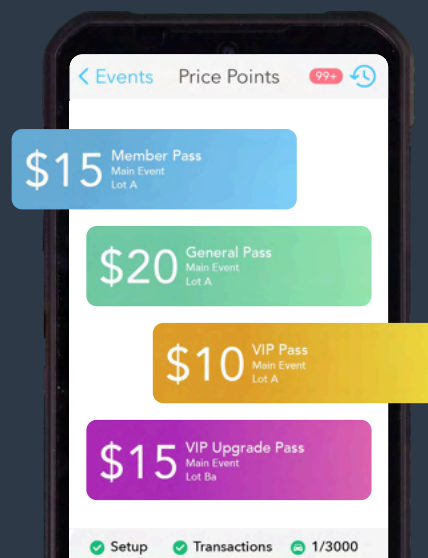 Events
Price Points
99+
$15
Member Pass
Main Event
Lot A
$20
General Pass
Main Event
Lot A
$10
VIP Pass
Main Event
Lot A
$15
VIP Upgrade Pass
Main Event
Lot Ba
Setup
Transactions
1/3000